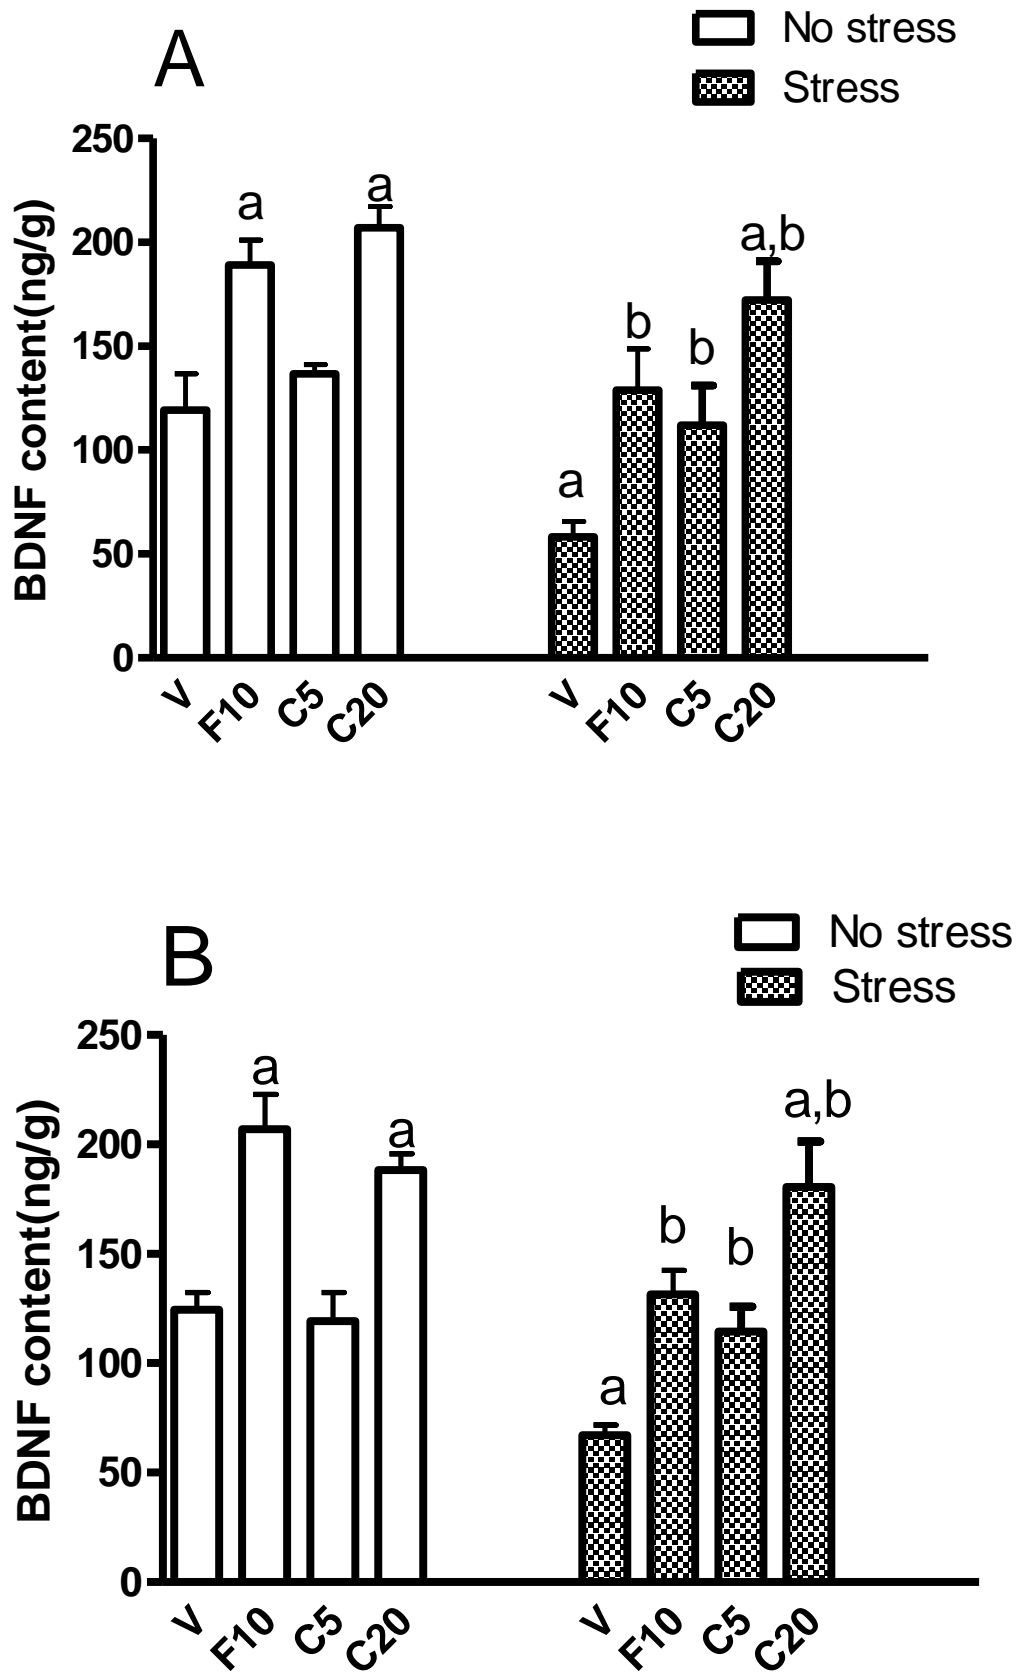 A
No stress
Stress
BDNF content(ng/g)
250
200
150
100
50
0
a
a
a
b
b
a,b
V
F10
C5
C20
V
F10
C5
C20
B
No stress
Stress
BDNF content(ng/g)
250
200
150
100
50
0
a
a
a
b
b
a,b
V
F10
C5
C20
V
F10
C5
C20